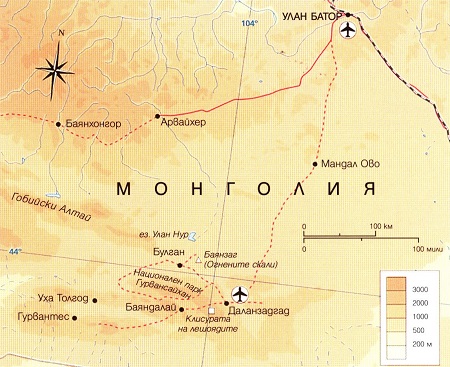 104°
УЛАН БАТОР
N
Баянхонгор
Арвайхер
Мандал Ово
МОНГОЛИЯ
Гобийски Алтай
ез. Улан Нур
0 100 км
0 100 мили
44°
Булган
Баянзаг
(Огнените скали)
Национален парк
Гурвансайхан
Уха Толгод
Баяндалай
Даланзадгад
Гурвантес
Клисурата
на лешоядите
3000
2000
1000
500
200 м